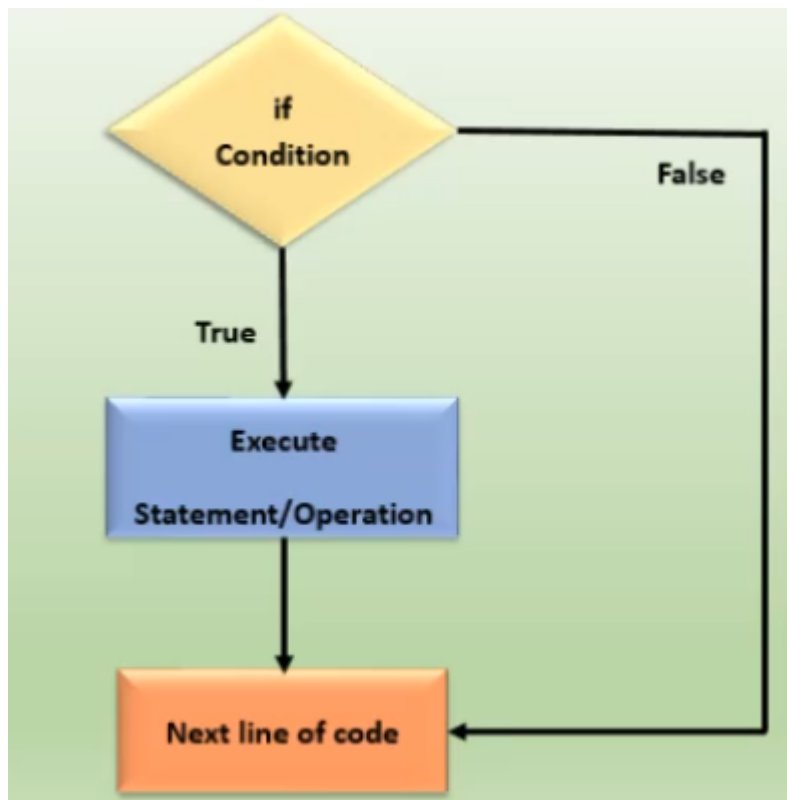 if
Condition
False
True
Execute
Statement/Operation
Next line of code